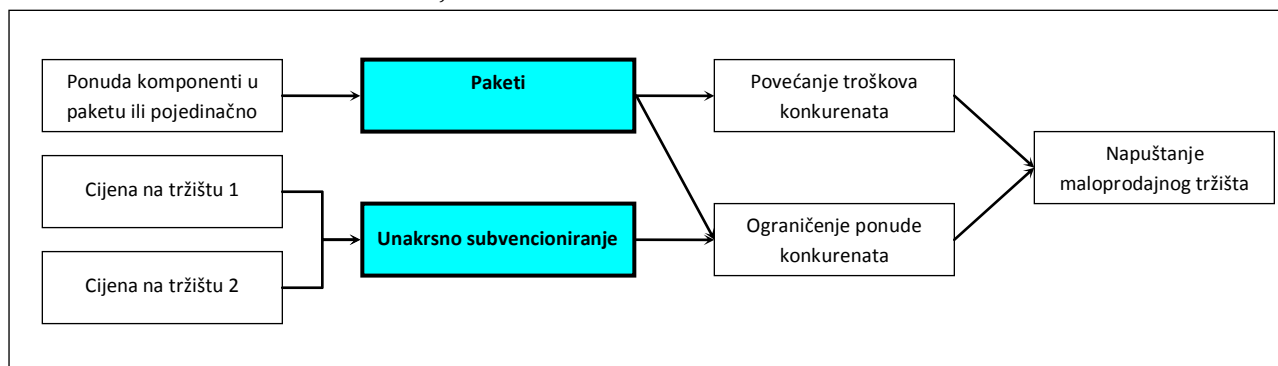 Ponuda komponenti u
paketu ili pojedinačno
Paketi
Povećanje troškova
konkurenata
Napuštanje
maloprodajnog tržišta
Cijena na tržištu 1
Unakrsno subvencioniranje
Ograničenje ponude
konkurenata
Cijena na tržištu 2